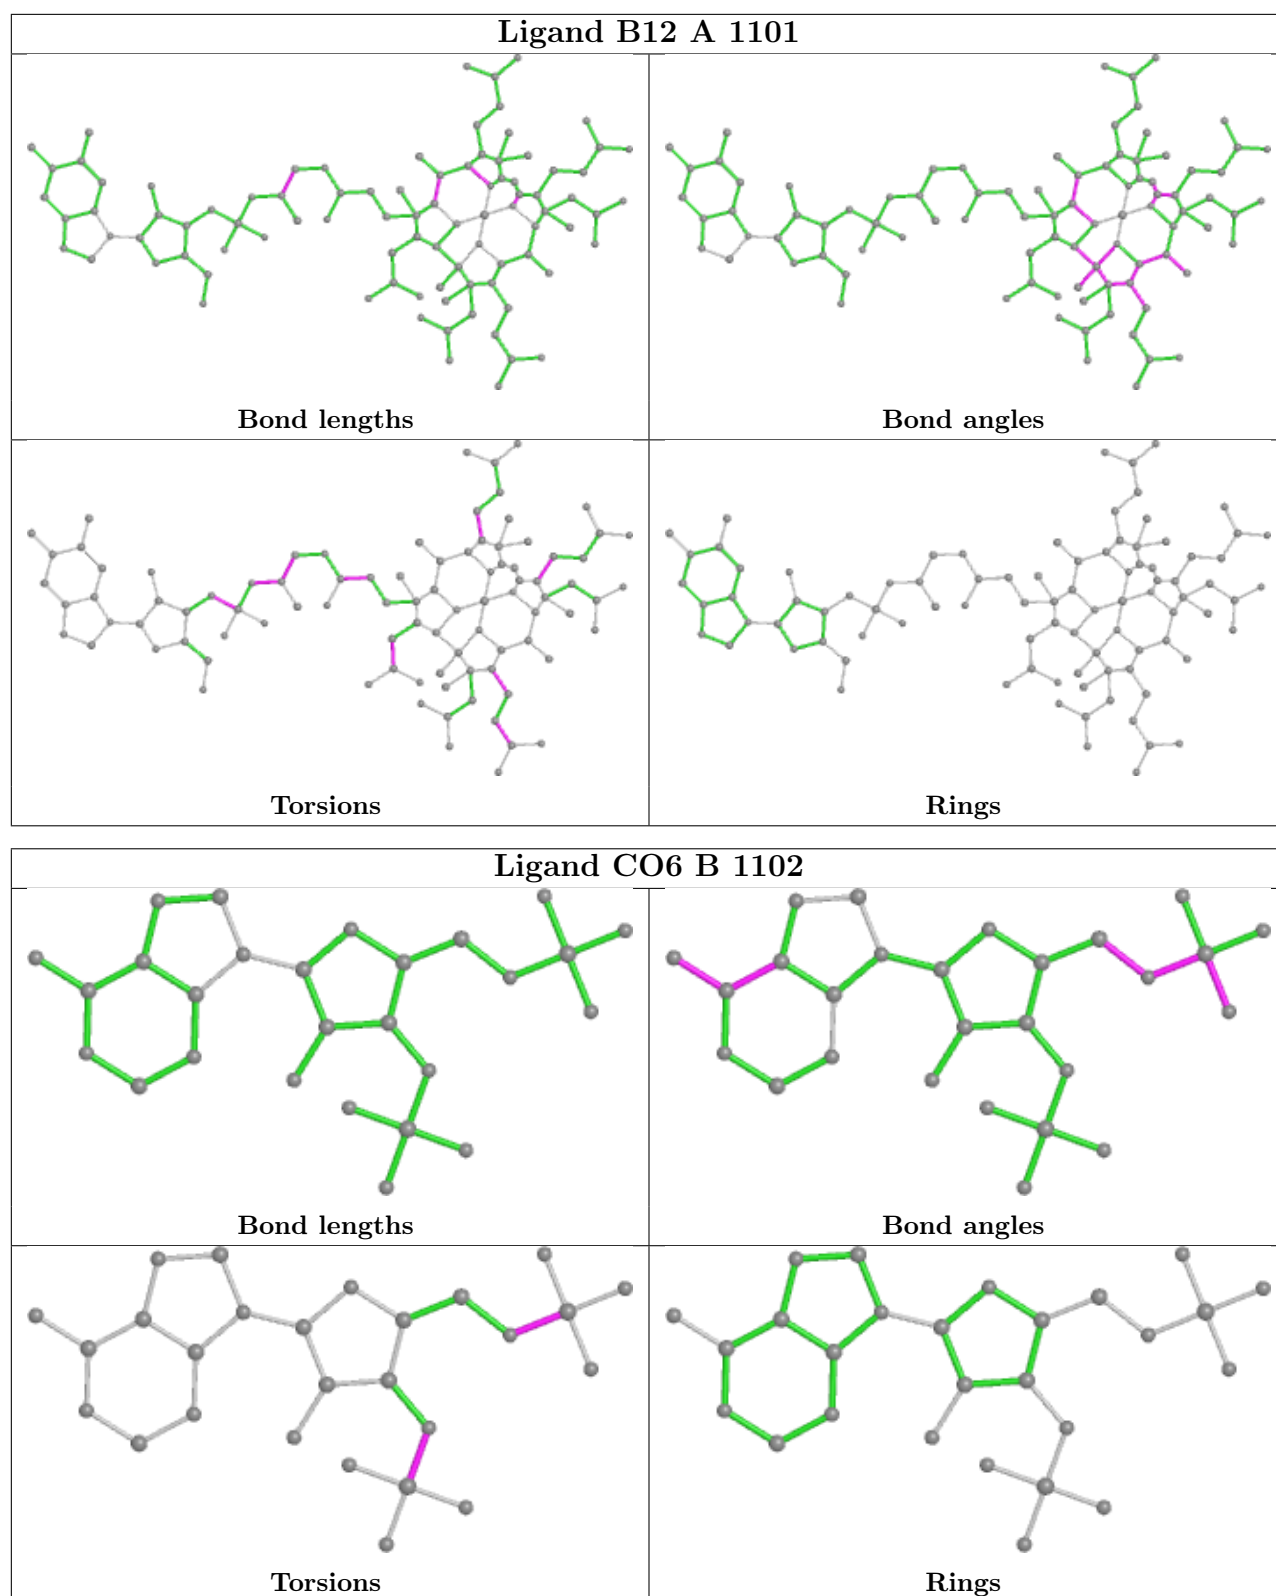 Ligand B12 A 1101
Bond lengths
Bond angles
Torsions
Rings
Ligand CO6 B 1102
Bond lengths
Bond angles
Torsions
Rings